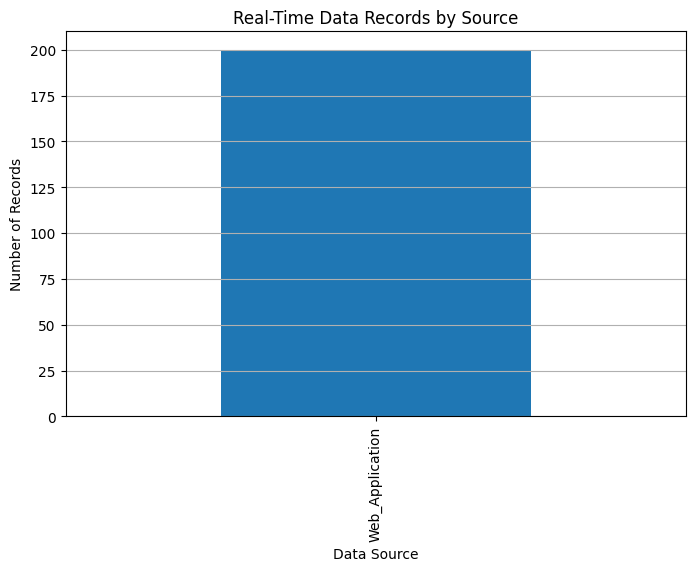 Real-Time Data Records by Source
200
175
150
125
100
75
50
25
0
Number of Records
Web_Application
Data Source